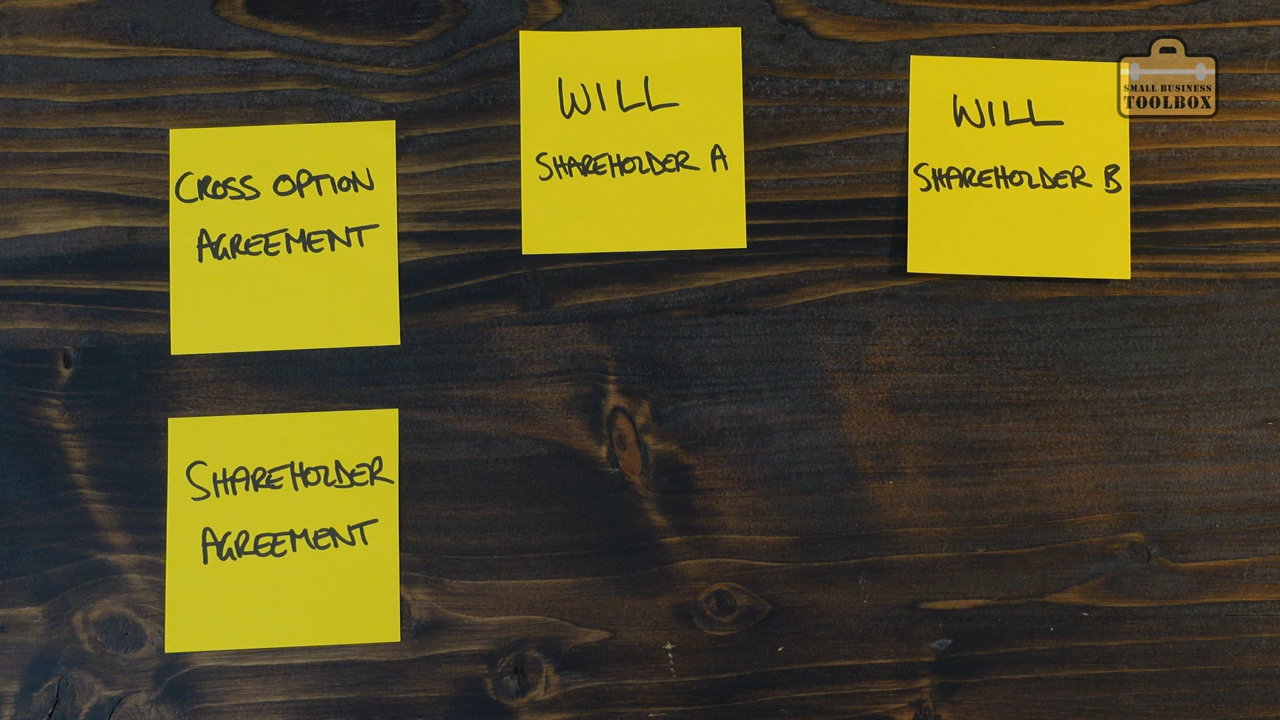 CROSS OPTION
AGREEMENT
WILL
SHAREHOLDER A
WILL
SHAREHOLDER B
SMALL BUSINESS
TOOLBOX
SHAREHOLDER
AGREEMENT